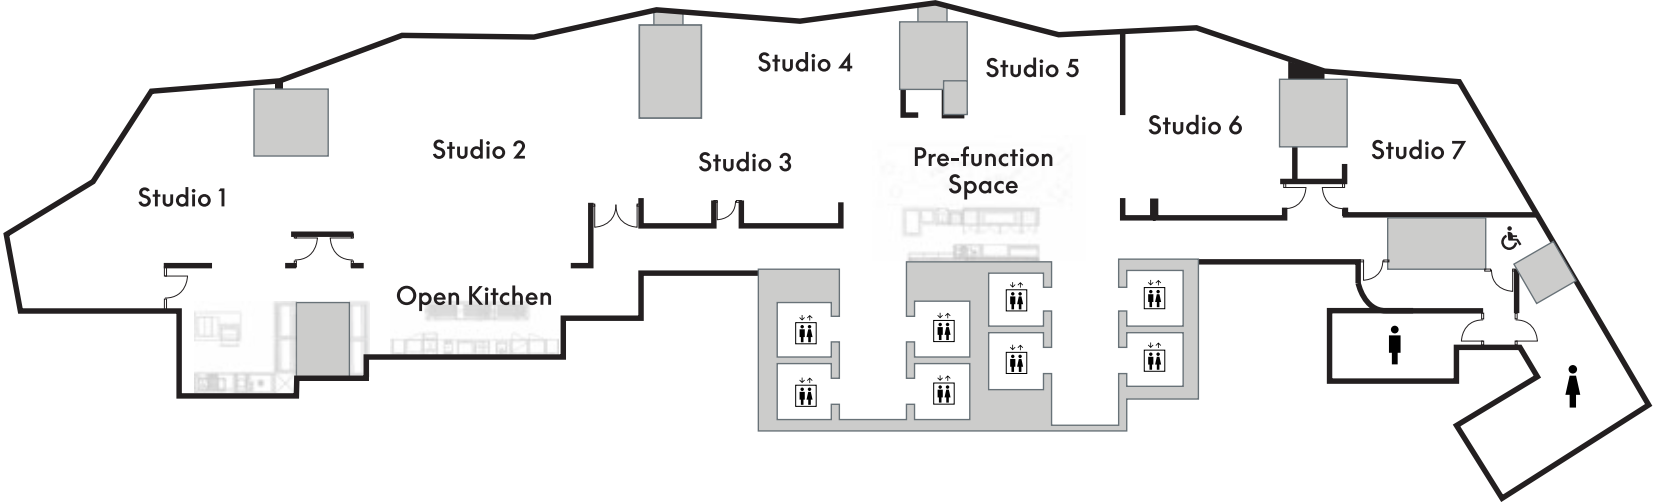 Studio 1
Studio 2
Studio 3
Studio 4
Studio 5
Studio 6
Studio 7
Pre-function
Space
Open Kitchen